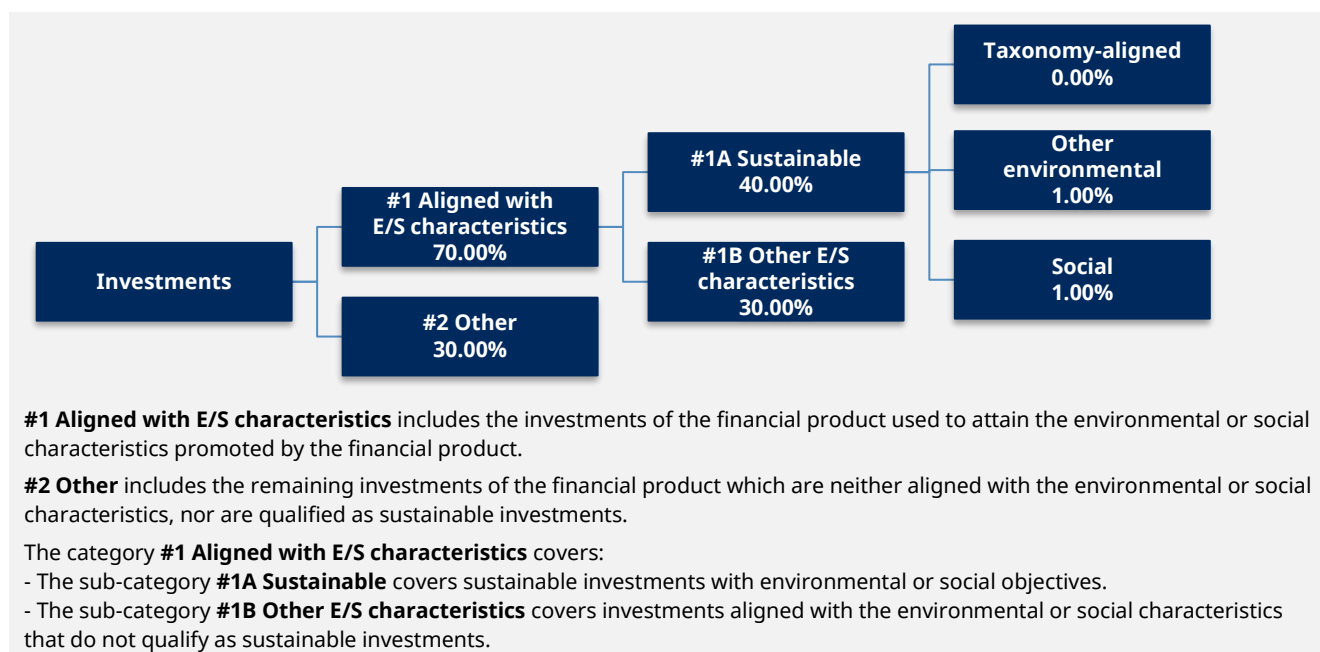 Investments
#1 Aligned with
E/S characteristics
70.00%
#2 Other
30.00%
#1A Sustainable
40.00%
#1B Other E/S
characteristics
30.00%
Taxonomy-aligned
0.00%
Other
environmental
1.00%
Social
1.00%
#1 Aligned with E/S characteristics includes the investments of the financial product used to attain the environmental or social
characteristics promoted by the financial product.
#2 Other includes the remaining investments of the financial product which are neither aligned with the environmental or social
characteristics, nor are qualified as sustainable investments.
The category #1 Aligned with E/S characteristics covers:
- The sub-category #1A Sustainable covers sustainable investments with environmental or social objectives.
- The sub-category #1B Other E/S characteristics covers investments aligned with the environmental or social characteristics
that do not qualify as sustainable investments.